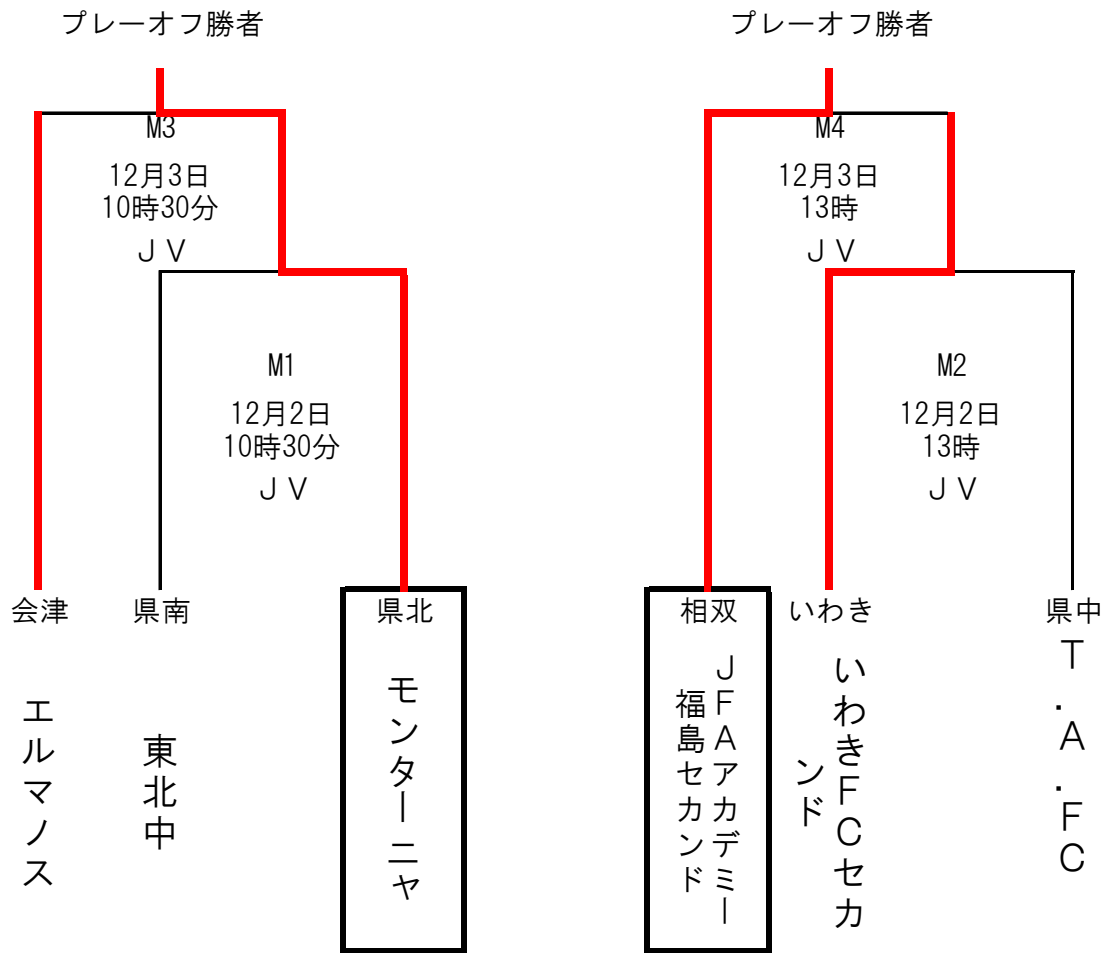 プレーオフ勝者
プレーオフ勝者
M3
12月3日
10時30分
ＪＶ
M4
12月3日
13時
ＪＶ
M1
12月2日
10時30分
ＪＶ
M2
12月2日
13時
ＪＶ
会津
県南
県北
相双
いわき
県中
エルマノス
東北中
モンターニャ
ＪＦＡアカデミー
福島セカンド
いわきＦＣセカ
ンド
Ｔ．Ａ．ＦＣ